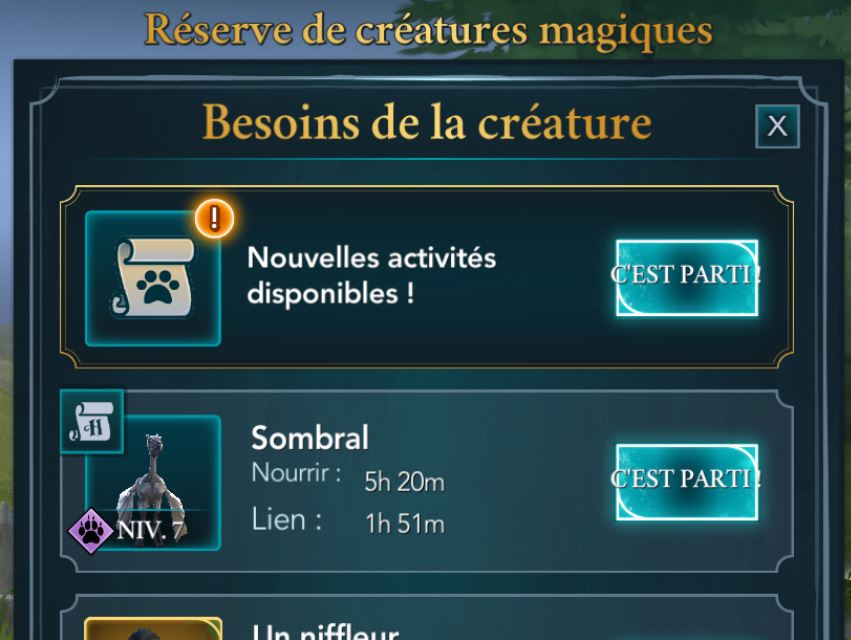 Réserve de créatures magiques
Besoins de la créature
X
!
Nouvelles activités
disponibles !
C'EST PARTI !
H
Sombral
Nourrir : 5h 20m
Lien : 1h 51m
C'EST PARTI !
NIV. 7
Un niffleur